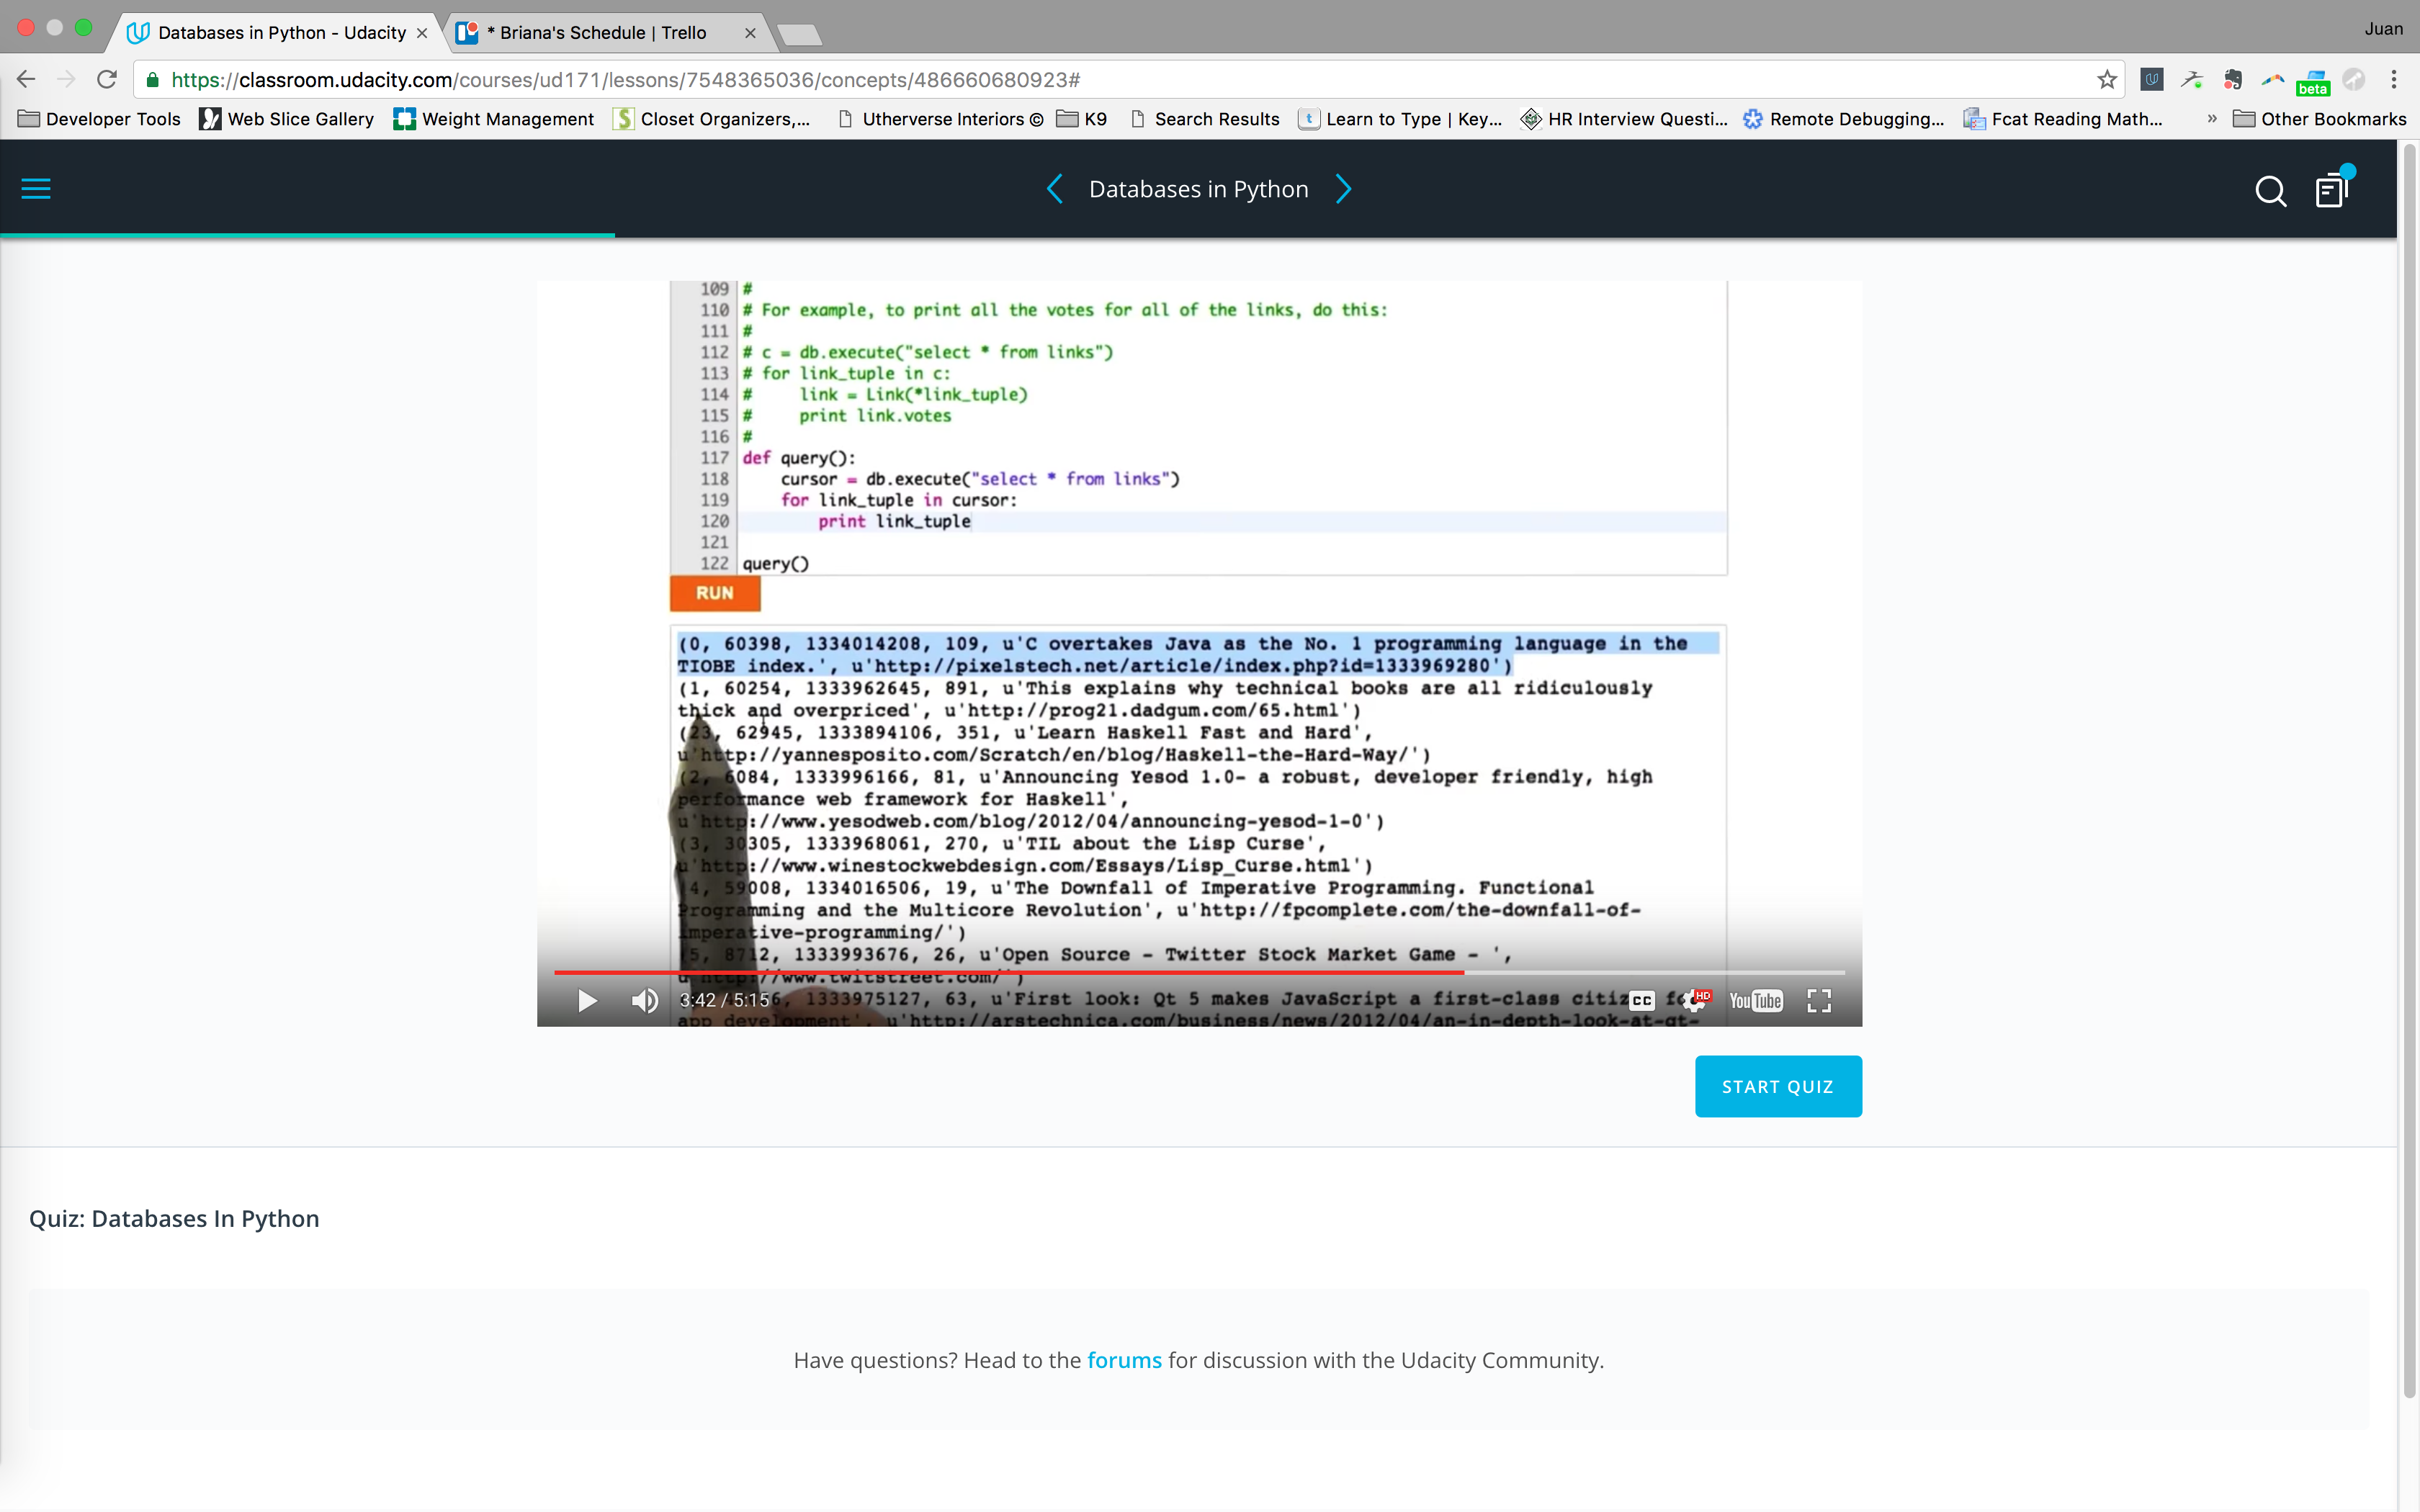 Databases in Python - Udacity
* Briana's Schedule | Trello
Juan
https://classroom.udacity.com/courses/ud171/lessons/7548365036/concepts/486660680923#
beta
Developer Tools
Web Slice Gallery
Weight Management
Closet Organizers,...
Utherverse Interiors ©
K9
Search Results
Learn to Type | Key...
HR Interview Questi...
Remote Debugging...
Fcat Reading Math...
»
Other Bookmarks
Databases in Python
109 #
110 # For example, to print all the votes for all of the links, do this:
111 #
112 # c = db.execute("select * from links")
113 # for link_tuple in c:
114 #     link = Link(*link_tuple)
115 #     print link.votes
116 #
117 def query():
118     cursor = db.execute("select * from links")
119     for link_tuple in cursor:
120         print link_tuple
121
122 query()
RUN
(0, 60398, 1334014208, 109, u'C overtakes Java as the No. 1 programming language in the
TIOBE index.', u'http://pixelstech.net/article/index.php?id=1333969280')
(1, 60254, 1333962645, 891, u'This explains why technical books are all ridiculously
thick and overpriced', u'http://prog21.dadgum.com/65.html')
(23, 62945, 1333894106, 351, u'Learn Haskell Fast and Hard',
u'http://yannesposito.com/Scratch/en/blog/Haskell-the-Hard-Way/')
(2, 6084, 1333996166, 81, u'Announcing Yesod 1.0- a robust, developer friendly, high
performance web framework for Haskell',
u'http://www.yesodweb.com/blog/2012/04/announcing-yesod-1-0')
(3, 30305, 1333968061, 270, u'TIL about the Lisp Curse',
u'http://www.winestockwebdesign.com/Essays/Lisp_Curse.html')
(4, 59008, 1334016506, 19, u'The Downfall of Imperative Programming. Functional
Programming and the Multicore Revolution', u'http://fpcomplete.com/the-downfall-of-
imperative-programming/')
(5, 8712, 1333993676, 26, u'Open Source - Twitter Stock Market Game - ',
u'http://www.twitstreet.com/')
1333975127, 63, u'First look: Qt 5 makes JavaScript a first-class
app development', u'http://arstechnica.com/business/news/2012/04/an-in-depth-look-at-qt-
3:42 / 5:15
CC
HD
YouTube
START QUIZ
Quiz: Databases In Python
Have questions? Head to the forums for discussion with the Udacity Community.